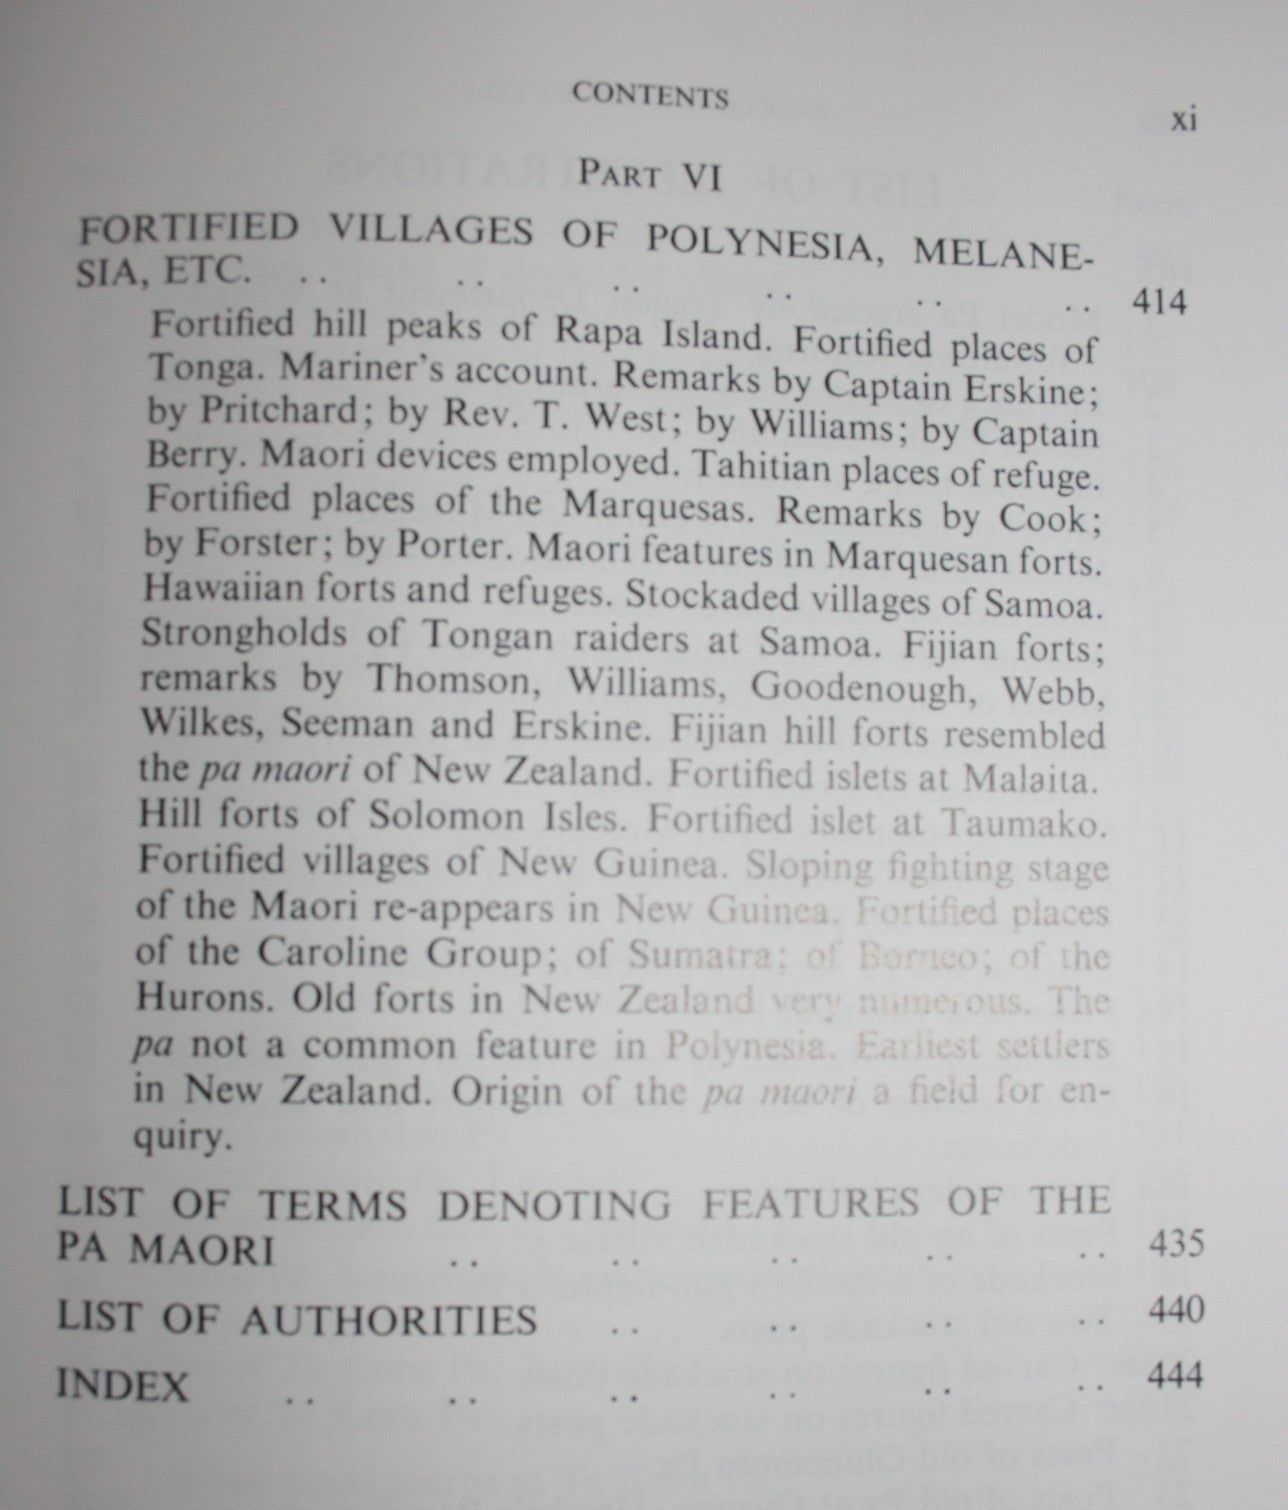 CONTENTS
xi
PART VI
FORTIFIED VILLAGES OF POLYNESIA, MELANE-
SIA, ETC. .. .. .. .. .. .. 414
Fortified hill peaks of Rapa Island. Fortified places of
Tonga. Mariner's account. Remarks by Captain Erskine;
by Pritchard; by Rev. T. West; by Williams; by Captain
Berry. Maori devices employed. Tahitian places of refuge.
Fortified places of the Marquesas. Remarks by Cook;
by Forster; by Porter. Maori features in Marquesan forts.
Hawaiian forts and refuges. Stockaded villages of Samoa.
Strongholds of Tongan raiders at Samoa. Fijian forts;
remarks by Thomson, Williams, Goodenough, Webb,
Wilkes, Seeman and Erskine. Fijian hill forts resembled
the pa maori of New Zealand. Fortified islets at Malaita.
Hill forts of Solomon Isles. Fortified islet at Taumako.
Fortified villages of New Guinea. Sloping fighting stage
of the Maori re-appears in New Guinea. Fortified places
of the Caroline Group; of Sumatra; of Borneo; of the
Hurons. Old forts in New Zealand very numerous. The
pa not a common feature in Polynesia. Earliest settlers
in New Zealand. Origin of the pa maori a field for en-
quiry.
LIST OF TERMS DENOTING FEATURES OF THE
PA MAORI .. .. .. .. .. 435
LIST OF AUTHORITIES .. .. .. .. 440
INDEX .. .. .. .. .. .. 444